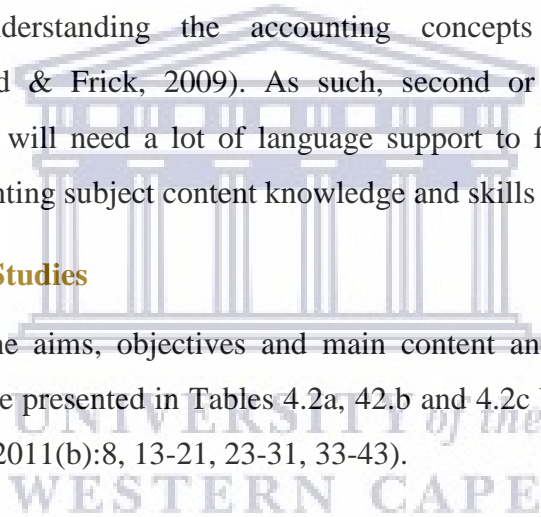 derstanding the accounting concepts
d & Frick, 2009). As such, second or
will need a lot of language support to f
nting subject content knowledge and skills
Studies
ne aims, objectives and main content an
e presented in Tables 4.2a, 42.b and 4.2c
2011(b):8, 13-21, 23-31, 33-43).
UNIVERSITY of the
WESTERN CAPE